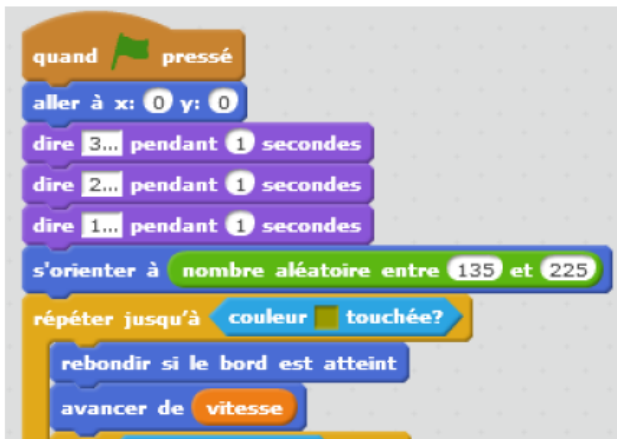 quand pressé
aller à x: 0 y: 0
dire 3... pendant 1 secondes
dire 2... pendant 1 secondes
dire 1... pendant 1 secondes
s'orienter à nombre aléatoire entre 135 et 225
répéter jusqu'à couleur touchée?
rebondir si le bord est atteint
avancer de vitesse